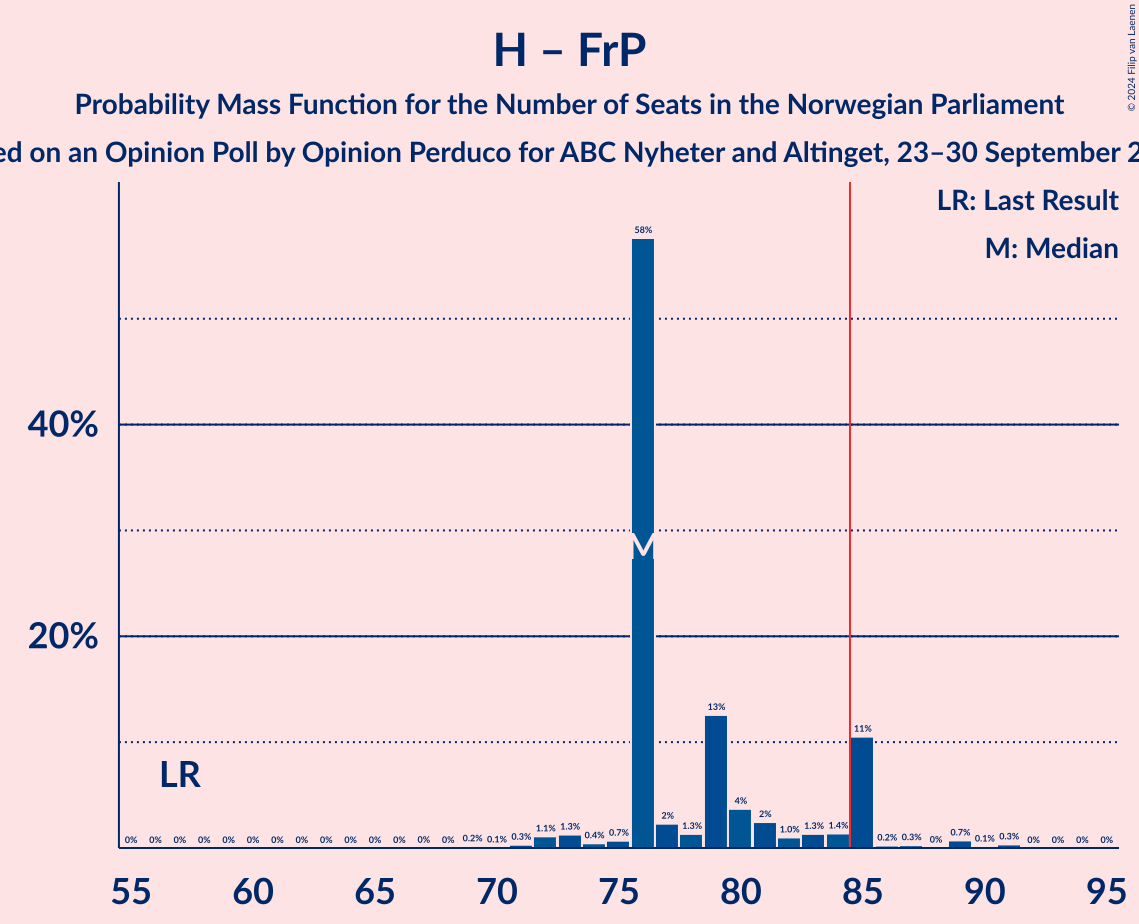 H – FrP
Probability Mass Function for the Number of Seats in the Norwegian Parliament
on an Opinion Poll by Opinion Perduco for ABC Nyheter and Altinget, 23–30 September
© 2024 Filip van Laenen
LR: Last Result
M: Median
40%
20%
LR
M
0% 0% 0% 0% 0% 0% 0% 0% 0% 0% 0% 0% 0% 0% 0.2% 0.1% 0.3% 1.1% 1.3% 0.4% 0.7% 58% 2% 1.3% 13% 4% 2% 1.0% 1.3% 1.4% 11% 0.2% 0.3% 0% 0.7% 0.1% 0.3% 0% 0% 0% 0%
55 60 65 70 75 80 85 90 95